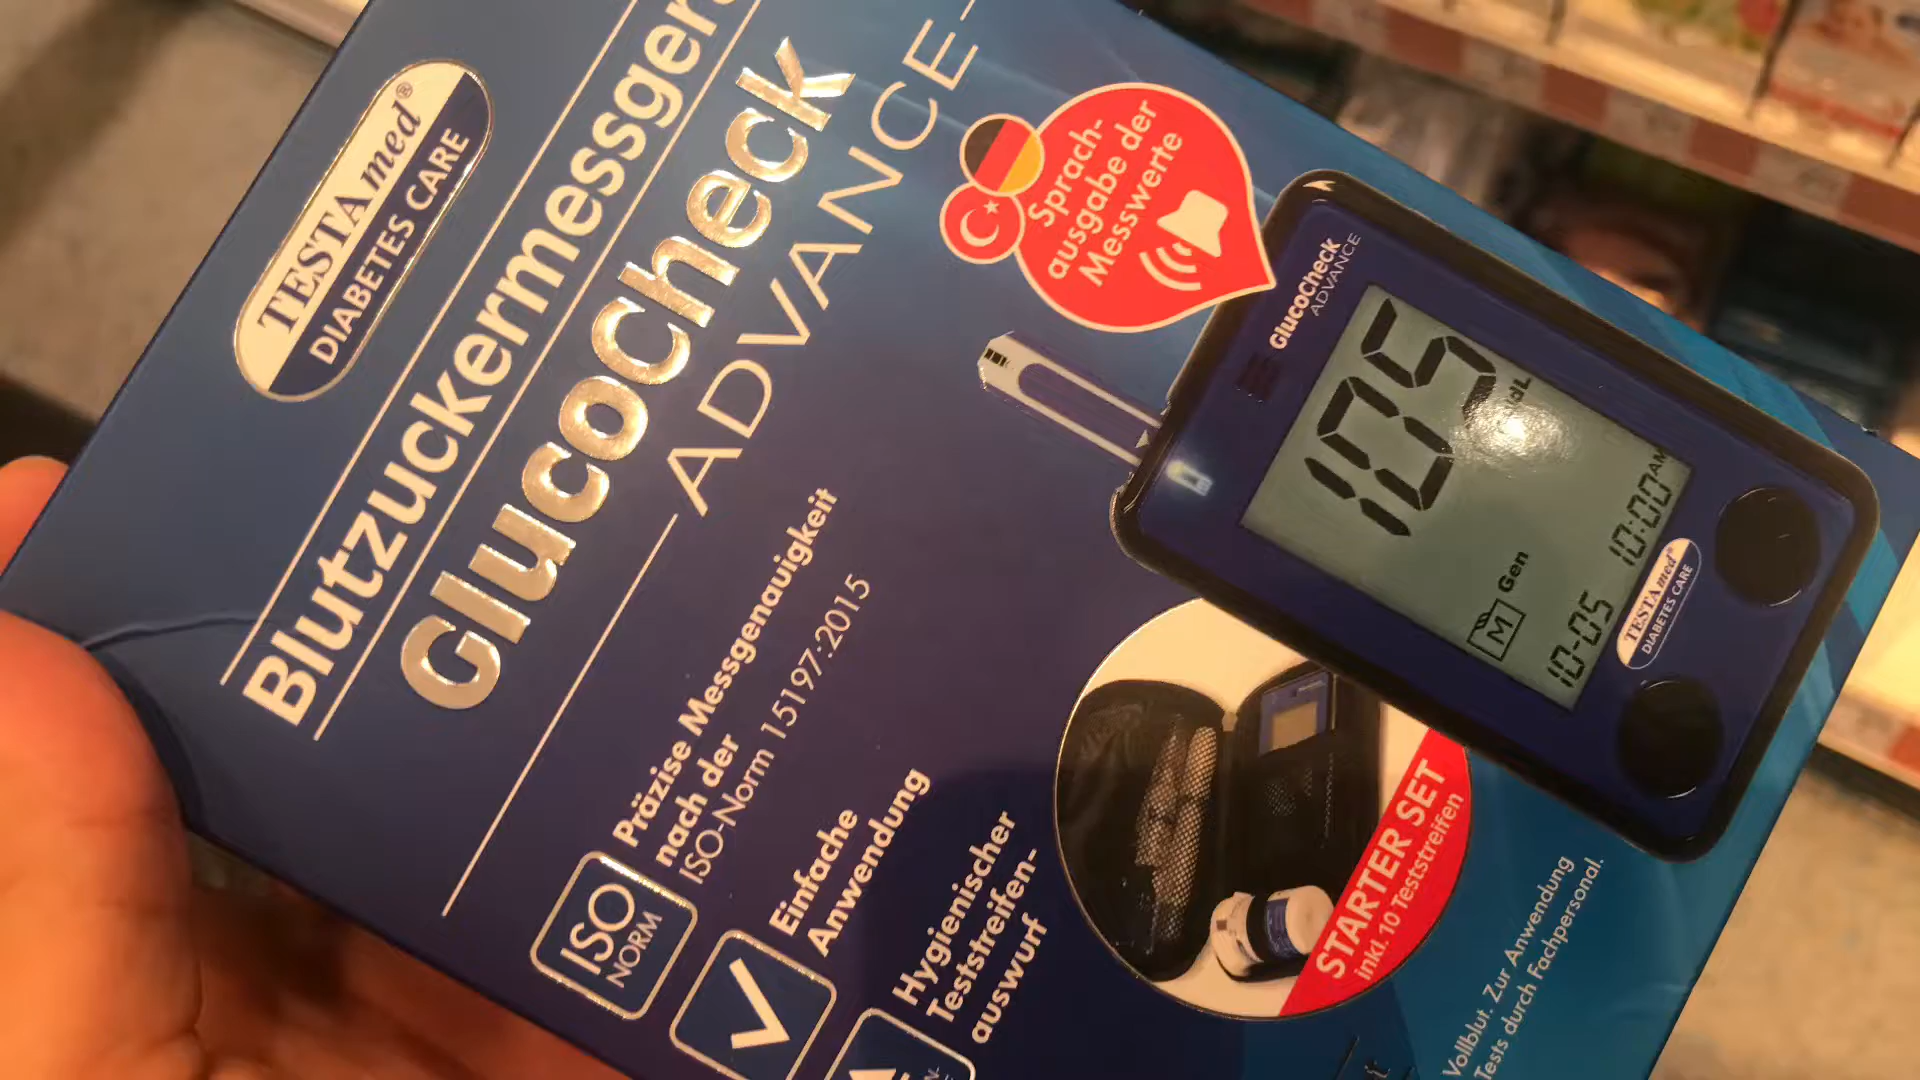 TESTAmed®
DIABETES CARE
Blutzuckermessger
Glucocheck
ADVANCE
Sprach-
ausgabe der
Messwerte
GlucoCheck
ADVANCE
105
10:00AM
M Gen
10-05
TESTAmed®
DIABETES CARE
ISO
NORM
Präzise Messgenauigkeit
nach der
ISO-Norm 15197:2015
Einfache
Anwendung
Hygienischer
Teststreifen-
auswurf
STARTER SET
inkl. 10 Teststreifen
Vollblut. Zur Anwendung
Tests durch Fachpersonal.